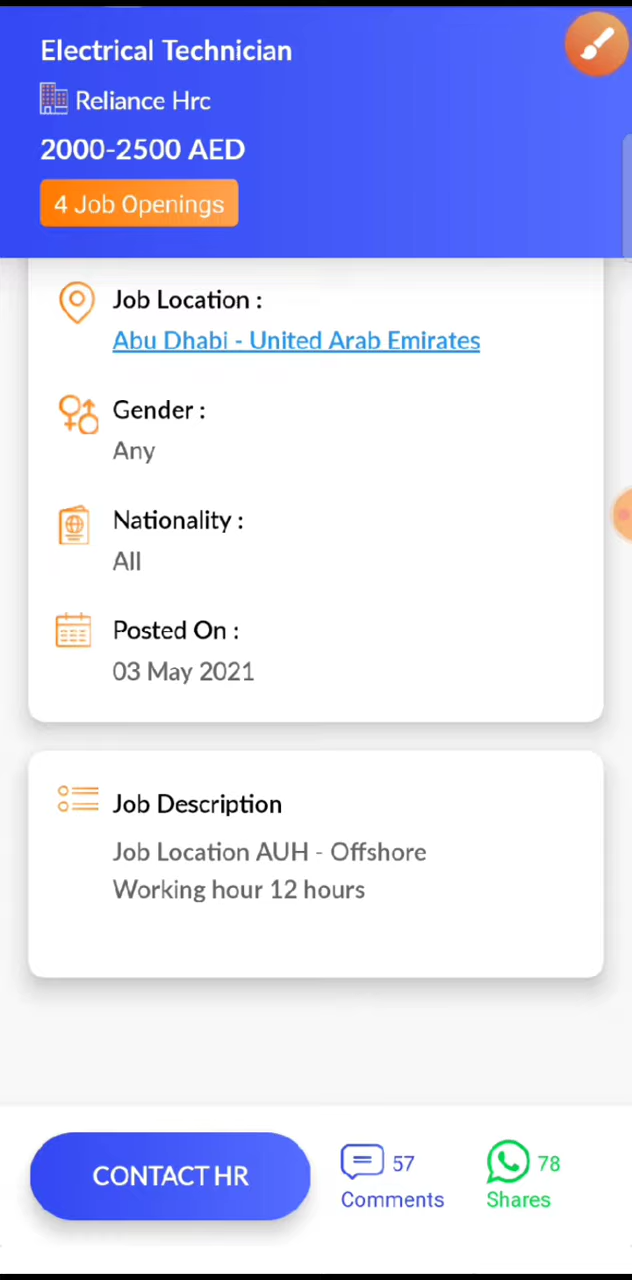 Electrical Technician
Reliance Hrc
2000-2500 AED
4 Job Openings
Job Location :
Abu Dhabi - United Arab Emirates
Gender :
Any
Nationality :
All
Posted On :
03 May 2021
Job Description
Job Location AUH - Offshore
Working hour 12 hours
CONTACT HR
57
Comments
78
Shares